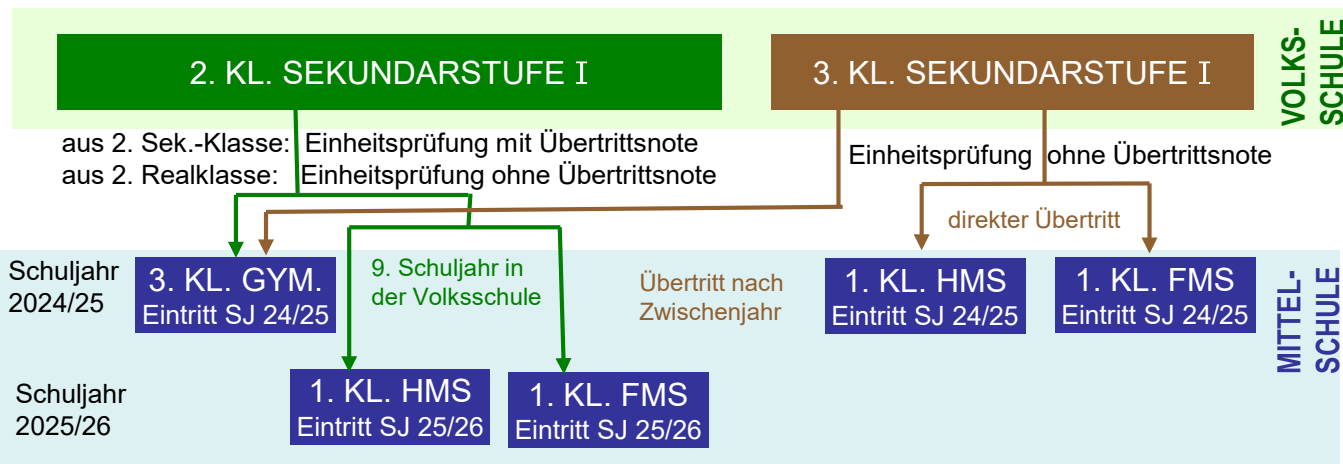 2. KL. SEKUNDARSTUFE I
3. KL. SEKUNDARSTUFE I
VOLKS-
SCHULE
aus 2. Sek.-Klasse: Einheitsprüfung mit Übertrittsnote
aus 2. Realklasse: Einheitsprüfung ohne Übertrittsnote
Einheitsprüfung ohne Übertrittsnote
direkter Übertritt
Schuljahr
2024/25
3. KL. GYM.
Eintritt SJ 24/25
9. Schuljahr in
der Volksschule
Übertritt nach
Zwischenjahr
1. KL. HMS
Eintritt SJ 24/25
1. KL. FMS
Eintritt SJ 24/25
MITTEL-
SCHULE
Schuljahr
2025/26
1. KL. HMS
Eintritt SJ 25/26
1. KL. FMS
Eintritt SJ 25/26